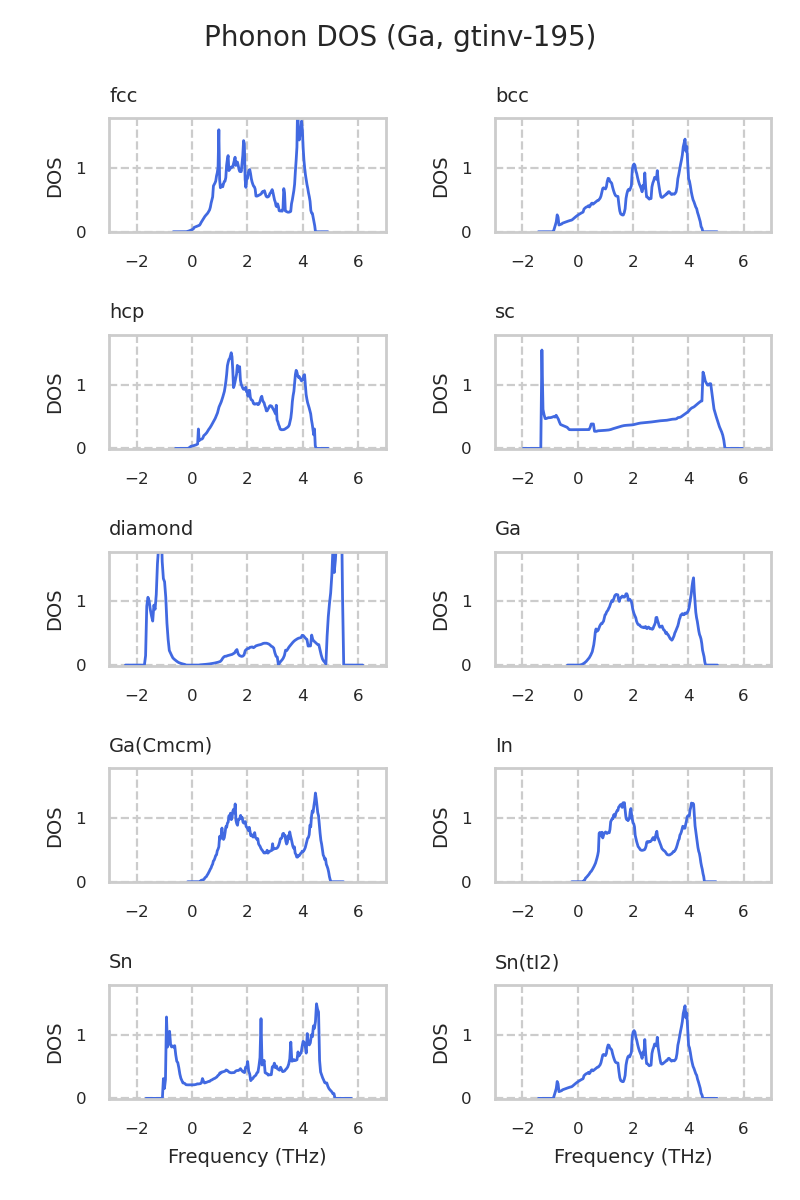 Phonon DOS (Ga, gtinv-195)
fcc
bcc
DOS
1
0
−2 0 2 4 6
DOS
1
0
−2 0 2 4 6
hcp
sc
DOS
1
0
−2 0 2 4 6
DOS
1
0
−2 0 2 4 6
diamond
Ga
DOS
1
0
−2 0 2 4 6
DOS
1
0
−2 0 2 4 6
Ga(Cmcm)
In
DOS
1
0
−2 0 2 4 6
DOS
1
0
−2 0 2 4 6
Sn
Sn(tI2)
DOS
1
0
−2 0 2 4 6
Frequency (THz)
DOS
1
0
−2 0 2 4 6
Frequency (THz)